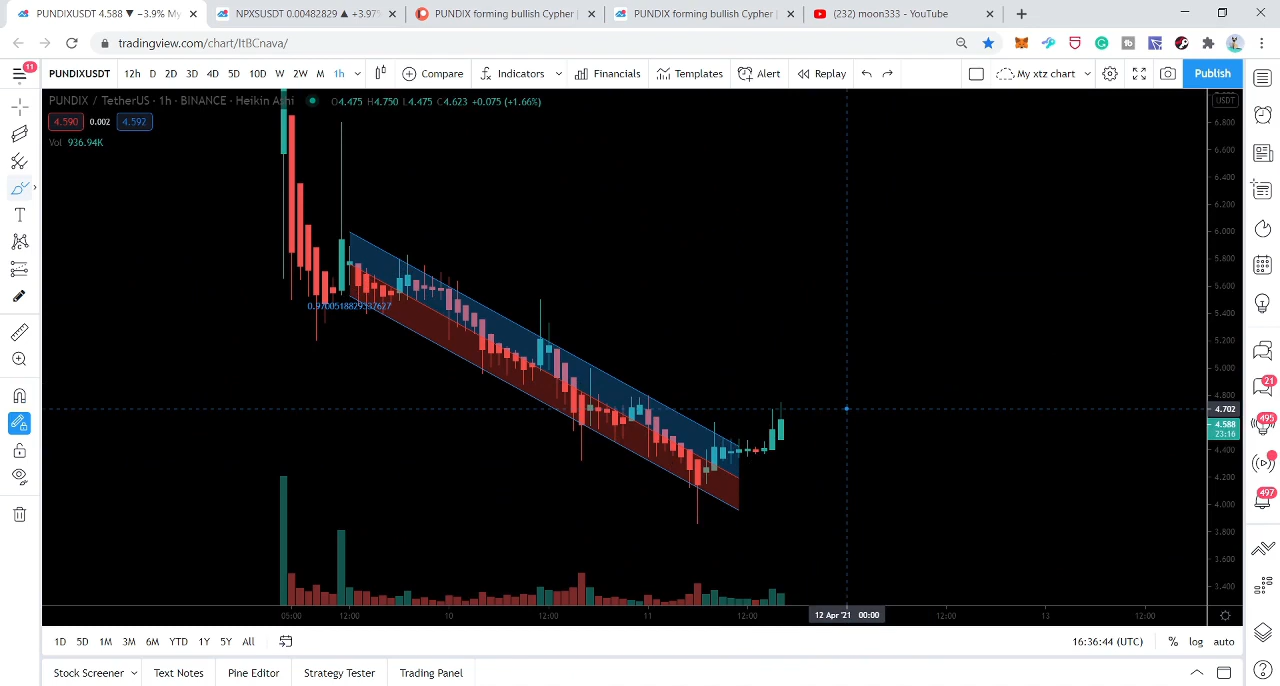 PUNDIX 4.588 ▼ −3.9% My
NPXSUSDT 0.00482829 ▲ +3.97
PUNDIX forming bullish Cypher |
PUNDIX forming bullish Cypher |
(232) moon333 - YouTube
tradingview.com/chart/ItBCnava/
11
PUNDIXUSDT 12h D 2D 3D 4D 5D 10D W 2W M 1h Compare Indicators Financials Templates Alert Replay My xtz chart Publish
PUNDIX / TetherUS · 1h · BINANCE · Heikin Ashi O4.475 H4.750 L4.475 C4.623 +0.075 (+1.66%)
4.590 0.002 4.592
Vol 936.94K
USDT
6.800
6.600
6.400
6.200
6.000
5.800
5.600
5.400
5.200
5.000
4.800
4.702
4.588
23:16
4.400
4.200
4.000
3.800
3.600
3.400
0.9700518829337627
21
495
497
05:00 12:00 10 12:00 11 12:00 12 Apr '21 00:00 12:00 13 12:00
1D 5D 1M 3M 6M YTD 1Y 5Y All 16:36:44 (UTC) % log auto
Stock Screener Text Notes Pine Editor Strategy Tester Trading Panel